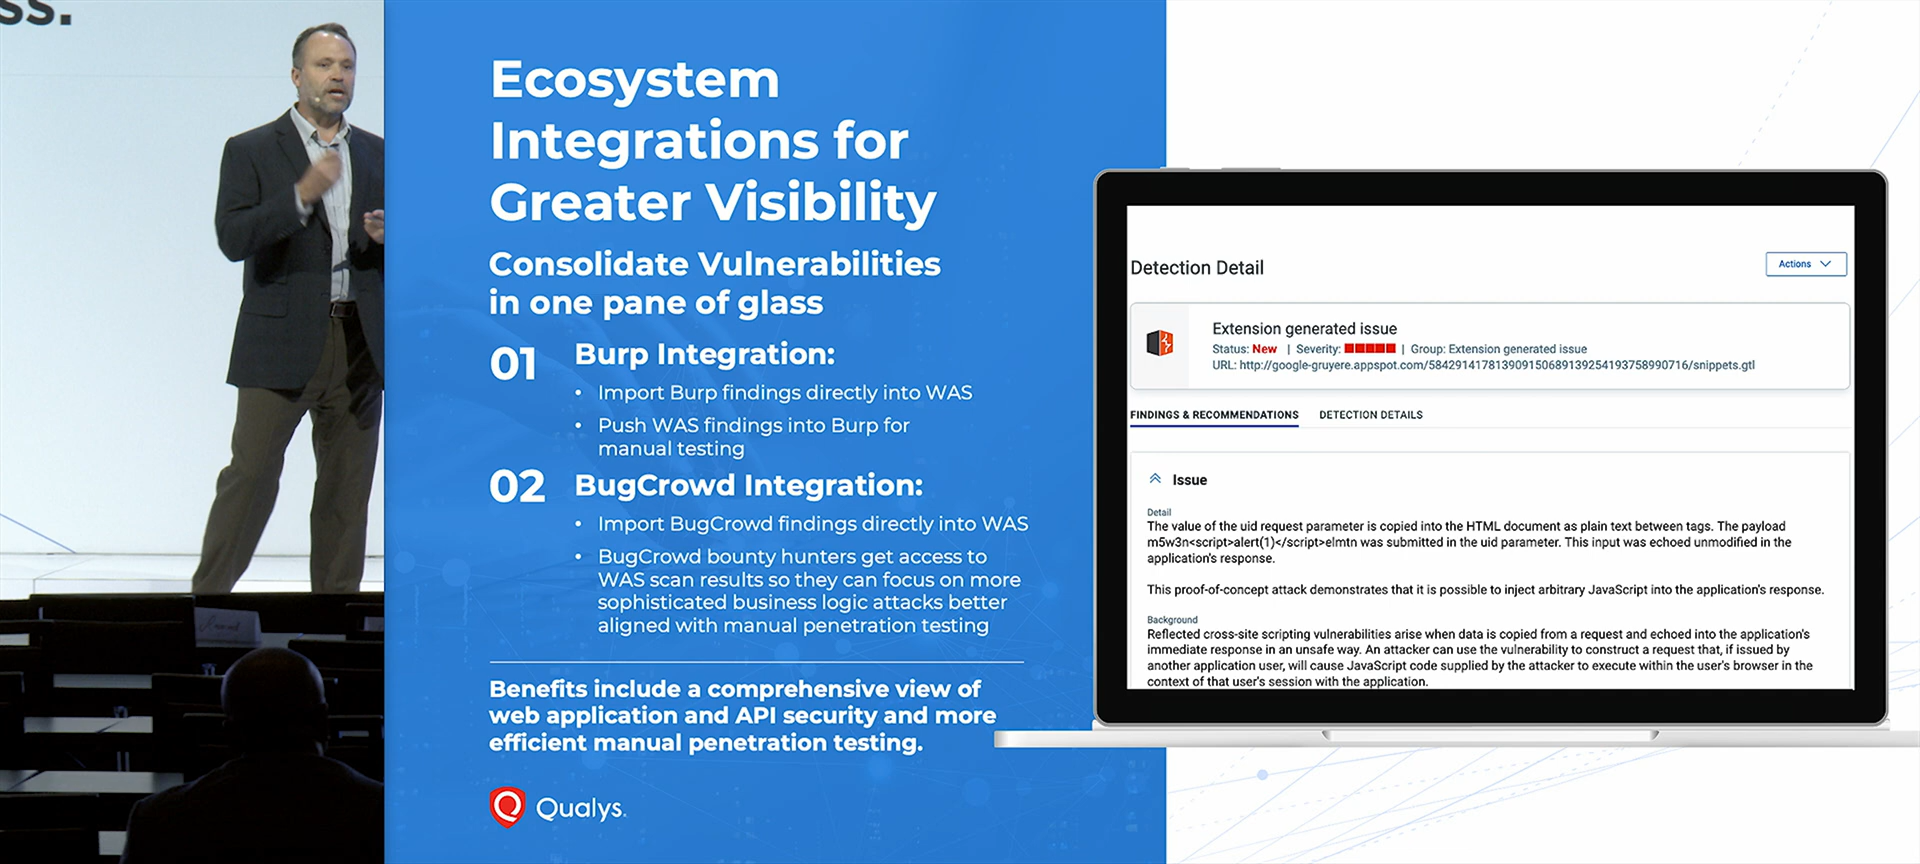 ss.
Ecosystem
Integrations for
Greater Visibility
Consolidate Vulnerabilities
in one pane of glass
01
Burp Integration:
• Import Burp findings directly into WAS
• Push WAS findings into Burp for
manual testing
02
BugCrowd Integration:
• Import BugCrowd findings directly into WAS
• BugCrowd bounty hunters get access to
WAS scan results so they can focus on more
sophisticated business logic attacks better
aligned with manual penetration testing
Benefits include a comprehensive view of
web application and API security and more
efficient manual penetration testing.
Qualys.
Detection Detail
Actions
Extension generated issue
Status: New | Severity: | Group: Extension generated issue
URL: http://google-gruyere.appspot.com/584291417813909150689139254193758990716/snippets.gtl
FINDINGS & RECOMMENDATIONS DETECTION DETAILS
Issue
Detail
The value of the uid request parameter is copied into the HTML document as plain text between tags. The payload
m5w3n<script>alert(1)</script>elmtn was submitted in the uid parameter. This input was echoed unmodified in the
application's response.
This proof-of-concept attack demonstrates that it is possible to inject arbitrary JavaScript into the application's response.
Background
Reflected cross-site scripting vulnerabilities arise when data is copied from a request and echoed into the application's
immediate response in an unsafe way. An attacker can use the vulnerability to construct a request that, if issued by
another application user, will cause JavaScript code supplied by the attacker to execute within the user's browser in the
context of that user's session with the application.